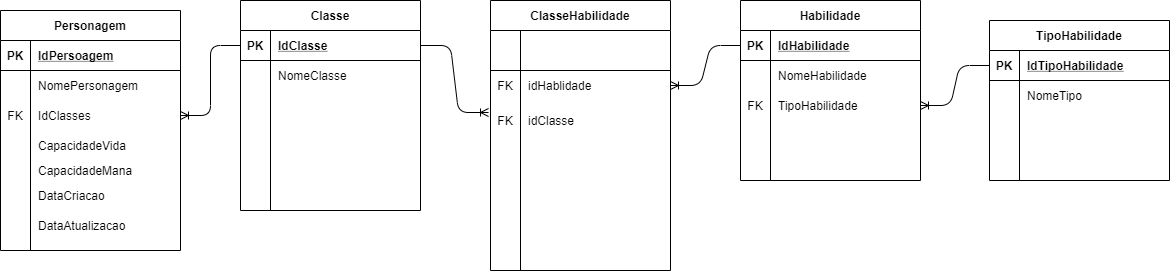 Personagem
PK IdPersoagem
NomePersonagem
FK IdClasses
CapacidadeVida
CapacidadeMana
DataCriacao
DataAtualizacao
Classe
PK IdClasse
NomeClasse
ClasseHabilidade
FK idHablidade
FK idClasse
Habilidade
PK IdHabilidade
NomeHabilidade
FK TipoHabilidade
TipoHabilidade
PK IdTipoHabilidade
NomeTipo